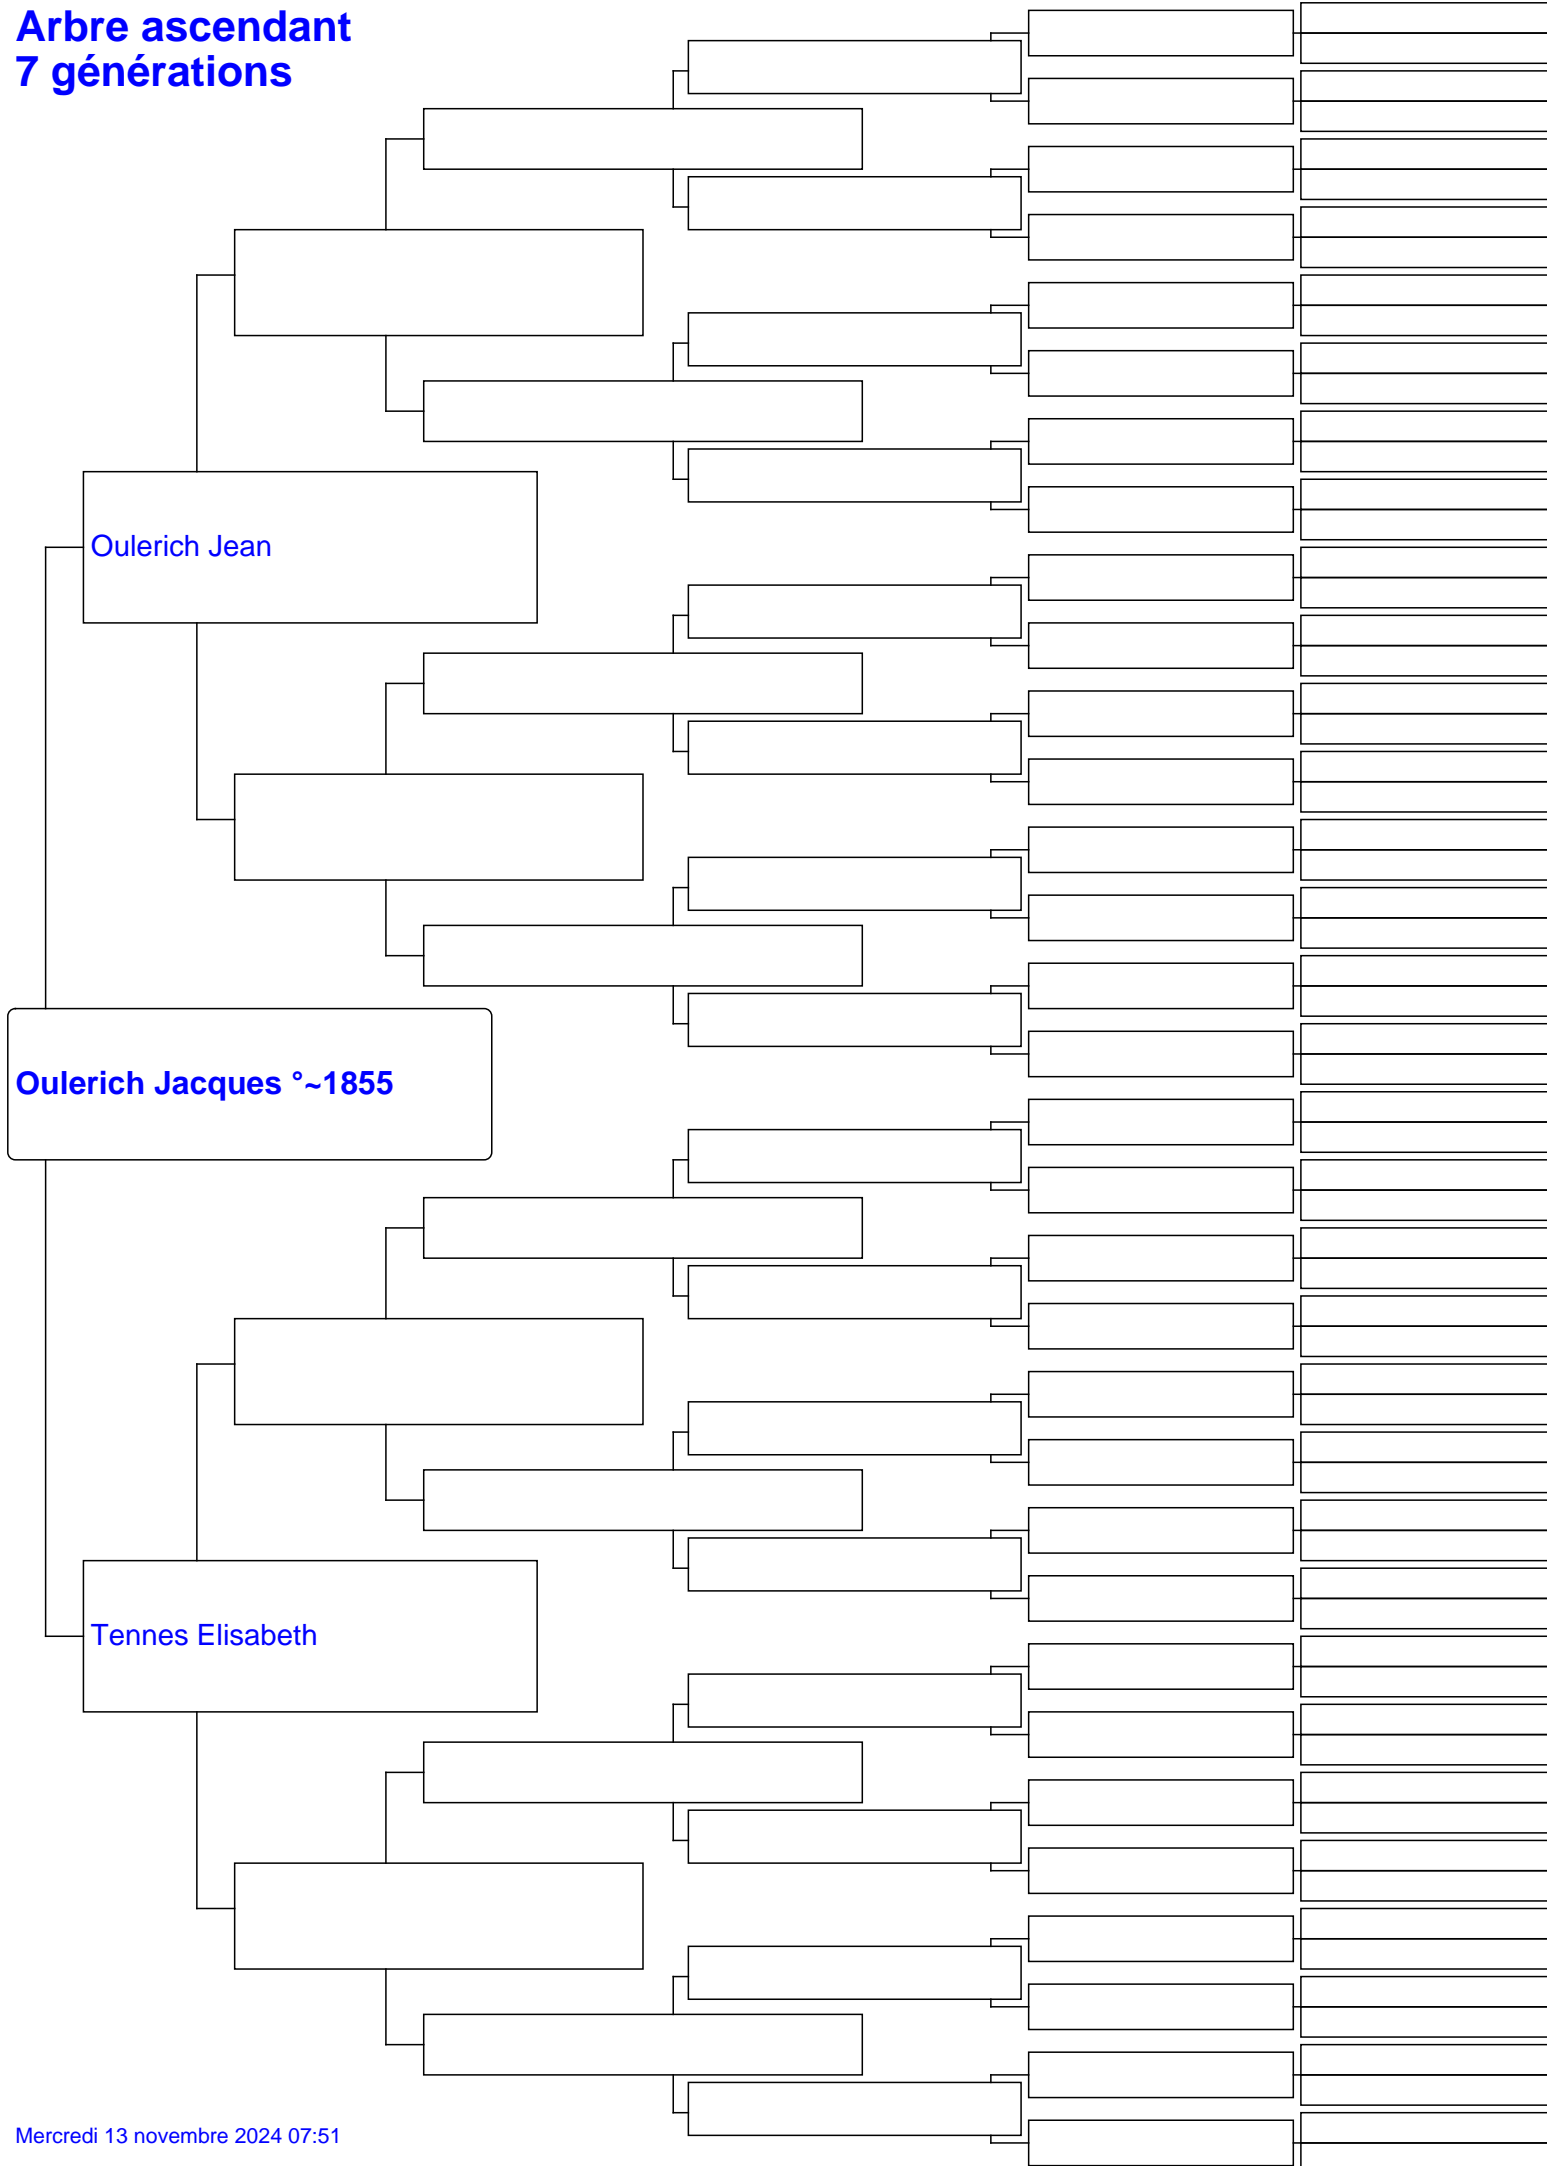 Arbre ascendant
7 générations
Oulerich Jean
Oulerich Jacques °~1855
Tennes Elisabeth
Mercredi 13 novembre 2024 07:51